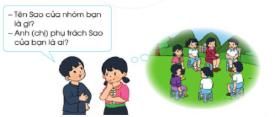 – Tên Sao của nhóm bạn
là gì?
– Anh (chị) phụ trách Sao
của bạn là ai?